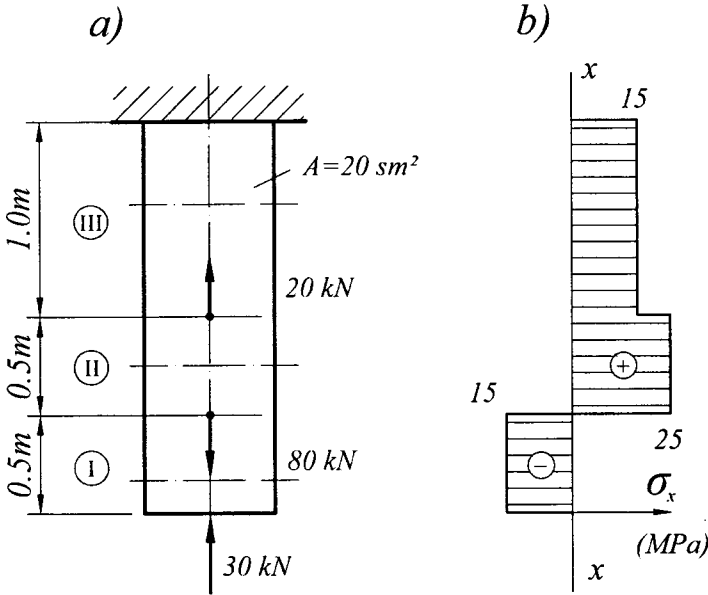 a)
A=20 sm²
1.0m
III
20 kN
0.5m
II
0.5m
I
80 kN
30 kN
b)
x
15
+
15
25
−
σx
(MPa)
x